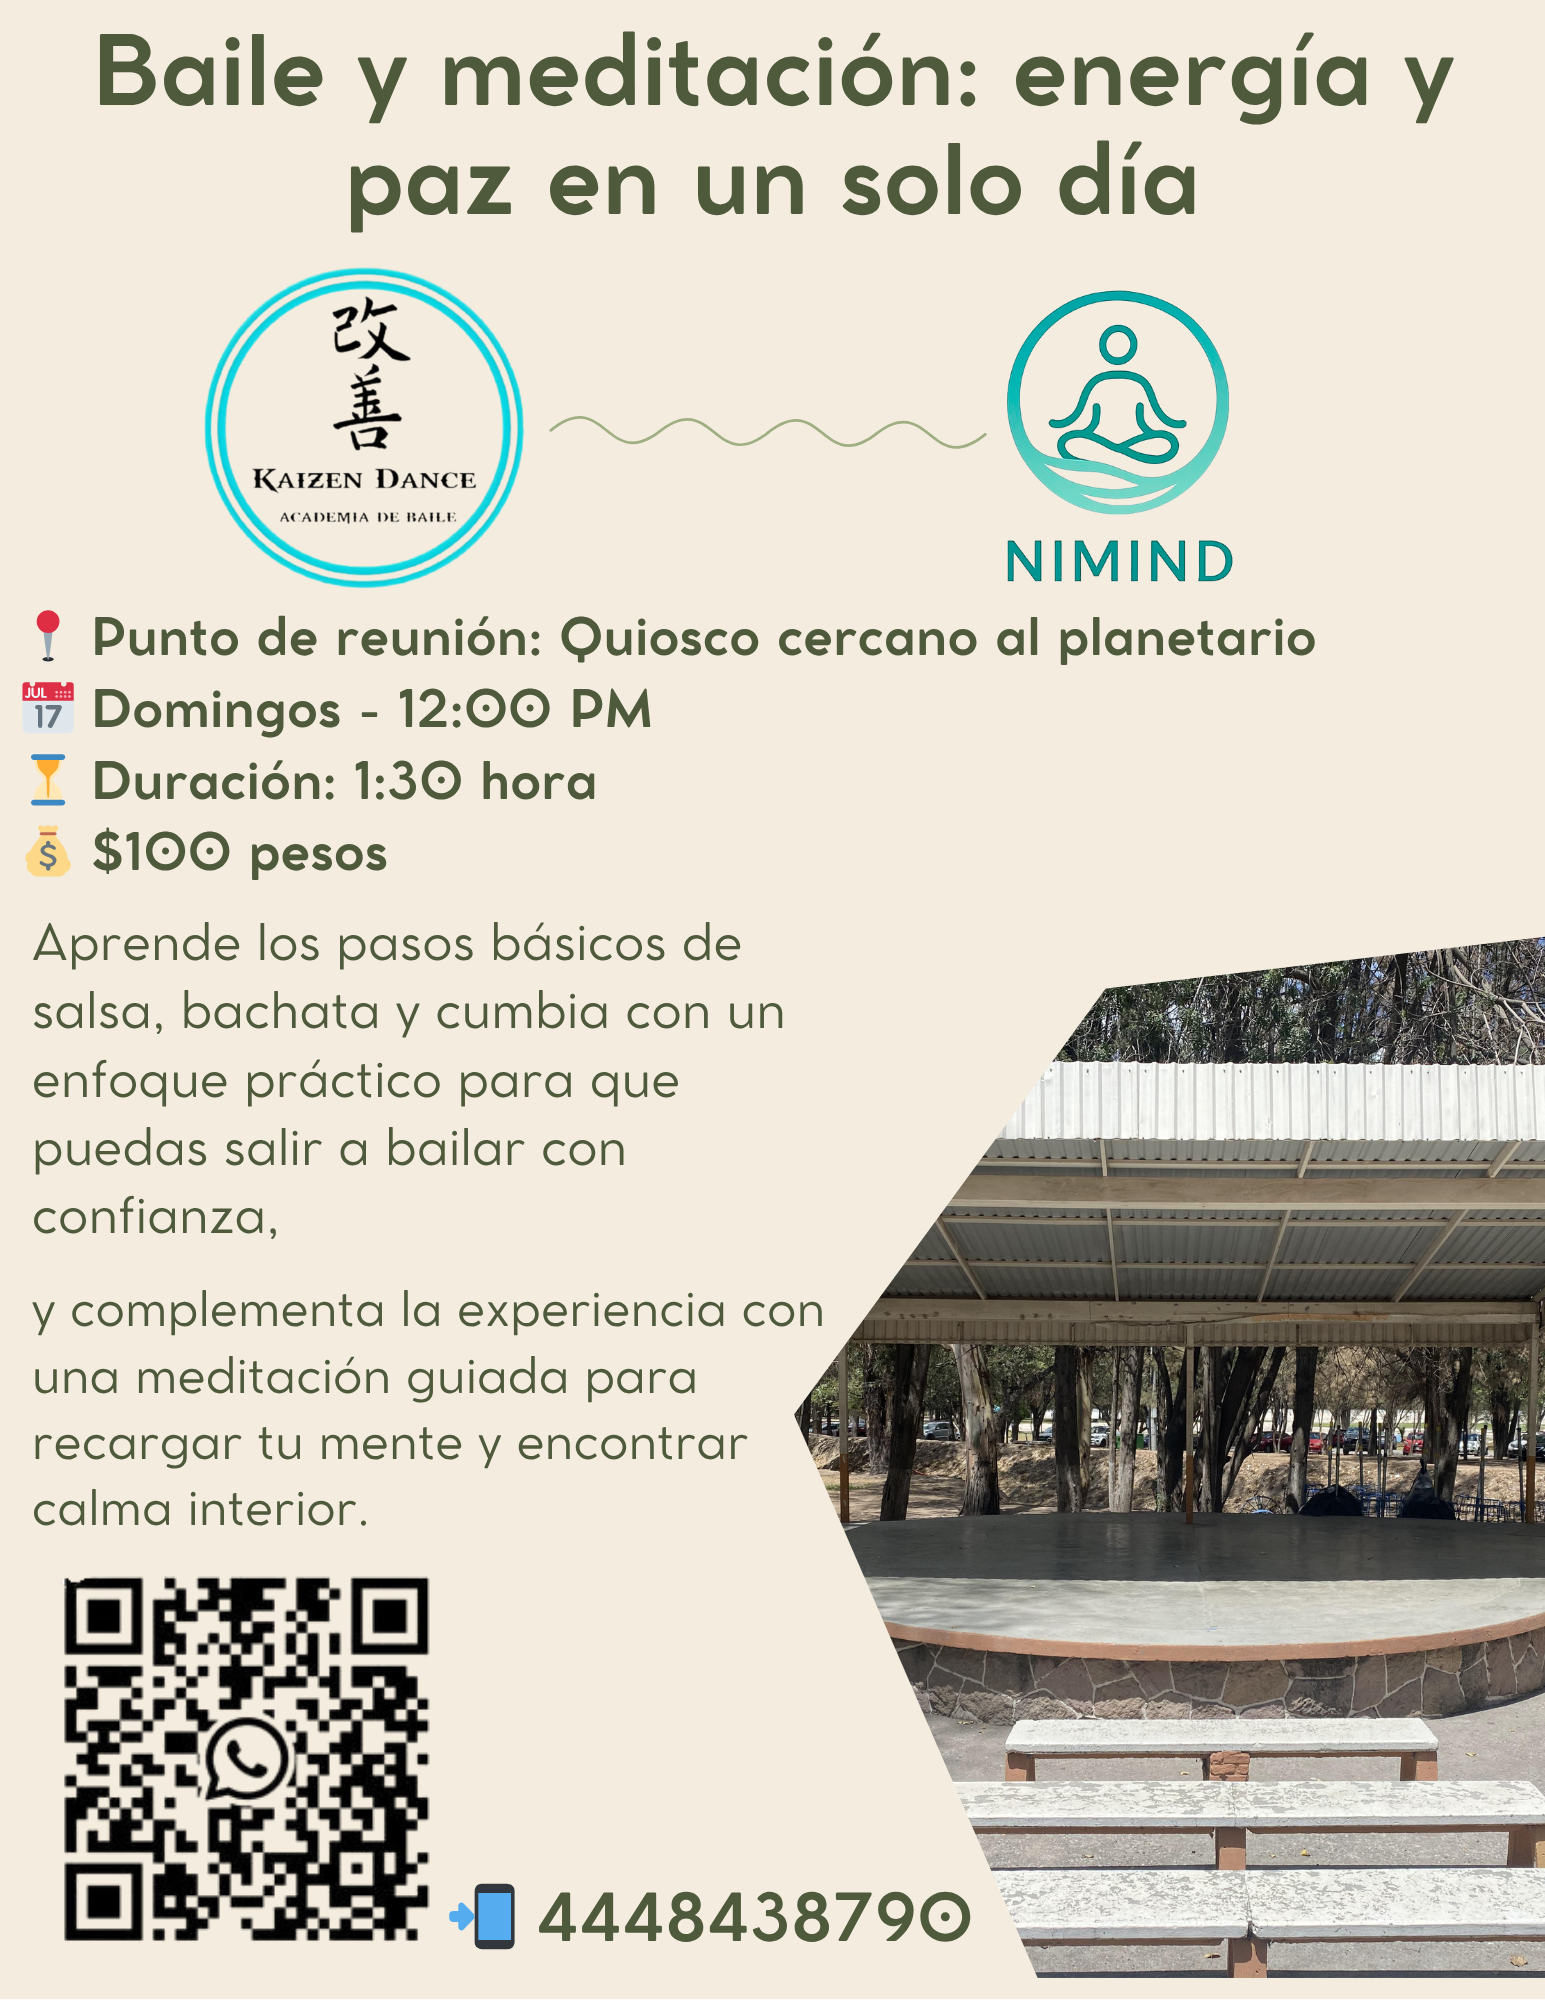 Baile y meditación: energía y
paz en un solo día
改
善
KAIZEN DANCE
ACADEMIA DE BAILE
NIMIND
Punto de reunión: Quiosco cercano al planetario
JUL
17
Domingos - 12:00 PM
Duración: 1:30 hora
$
$100 pesos
Aprende los pasos básicos de
salsa, bachata y cumbia con un
enfoque práctico para que
puedas salir a bailar con
confianza,
y complementa la experiencia con
una meditación guiada para
recargar tu mente y encontrar
calma interior.
4448438790